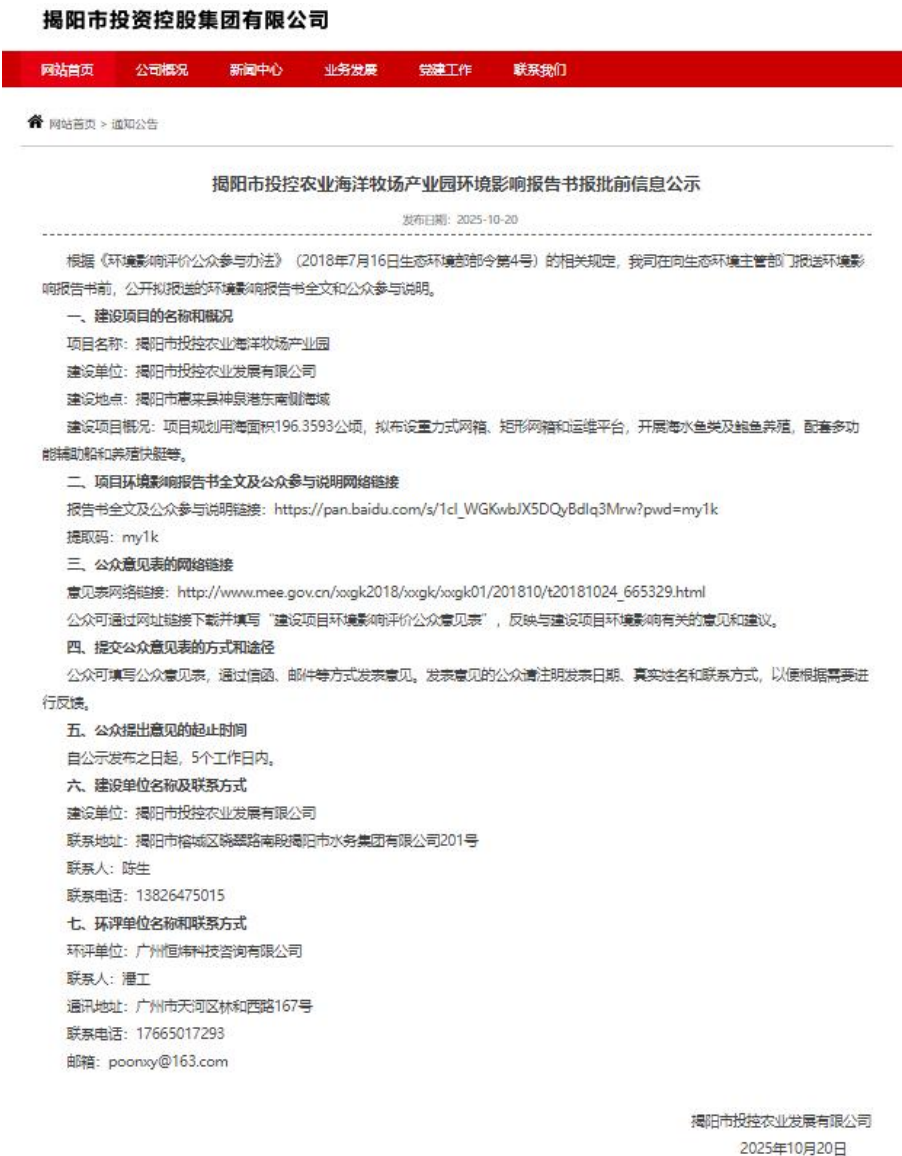 揭阳市投资控股集团有限公司
网站首页 公司概况 新闻中心 业务发展 党建工作 联系我们
网站首页 > 通知公告
揭阳市投控农业海洋牧场产业园环境影响报告书报批前信息公示
发布日期：2025-10-20
根据《环境影响评价公众参与办法》（2018年7月16日生态环境部部令第4号）的相关规定，我司在向生态环境主管部门报送环境影
响报告书前，公开拟报送的环境影响报告书全文和公众参与说明。
一、建设项目的名称和概况
项目名称：揭阳市投控农业海洋牧场产业园
建设单位：揭阳市投控农业发展有限公司
建设地点：揭阳市惠来县神泉港东南侧海域
建设项目概况：项目规划用海面积196.3593公顷，拟布设重力式网箱、矩形网箱和运维平台，开展海水鱼类及鲍鱼养殖，配套多功
能辅助船和养殖快艇等。
二、项目环境影响报告书全文及公众参与说明网络链接
报告书全文及公众参与说明链接：https://pan.baidu.com/s/1cl_WGKwbJX5DQyBdlq3Mrw?pwd=my1k
提取码：my1k
三、公众意见表的网络链接
意见表网络链接：http://www.mee.gov.cn/xxgk2018/xxgk/xxgk01/201810/t20181024_665329.html
公众可通过网址链接下载并填写“建设项目环境影响评价公众意见表”，反映与建设项目环境影响有关的意见和建议。
四、提交公众意见表的方式和途径
公众可填写公众意见表，通过信函、邮件等方式发表意见。发表意见的公众请注明发表日期、真实姓名和联系方式，以便根据需要进
行反馈。
五、公众提出意见的起止时间
自公示发布之日起，5个工作日内。
六、建设单位名称及联系方式
建设单位：揭阳市投控农业发展有限公司
联系地址：揭阳市榕城区晓翠路南段揭阳市水务集团有限公司201号
联系人：陈生
联系电话：13826475015
七、环评单位名称和联系方式
环评单位：广州恒炜科技咨询有限公司
联系人：潘工
通讯地址：广州市天河区林和西路167号
联系电话：17665017293
邮箱：poonxy@163.com
揭阳市投控农业发展有限公司
2025年10月20日